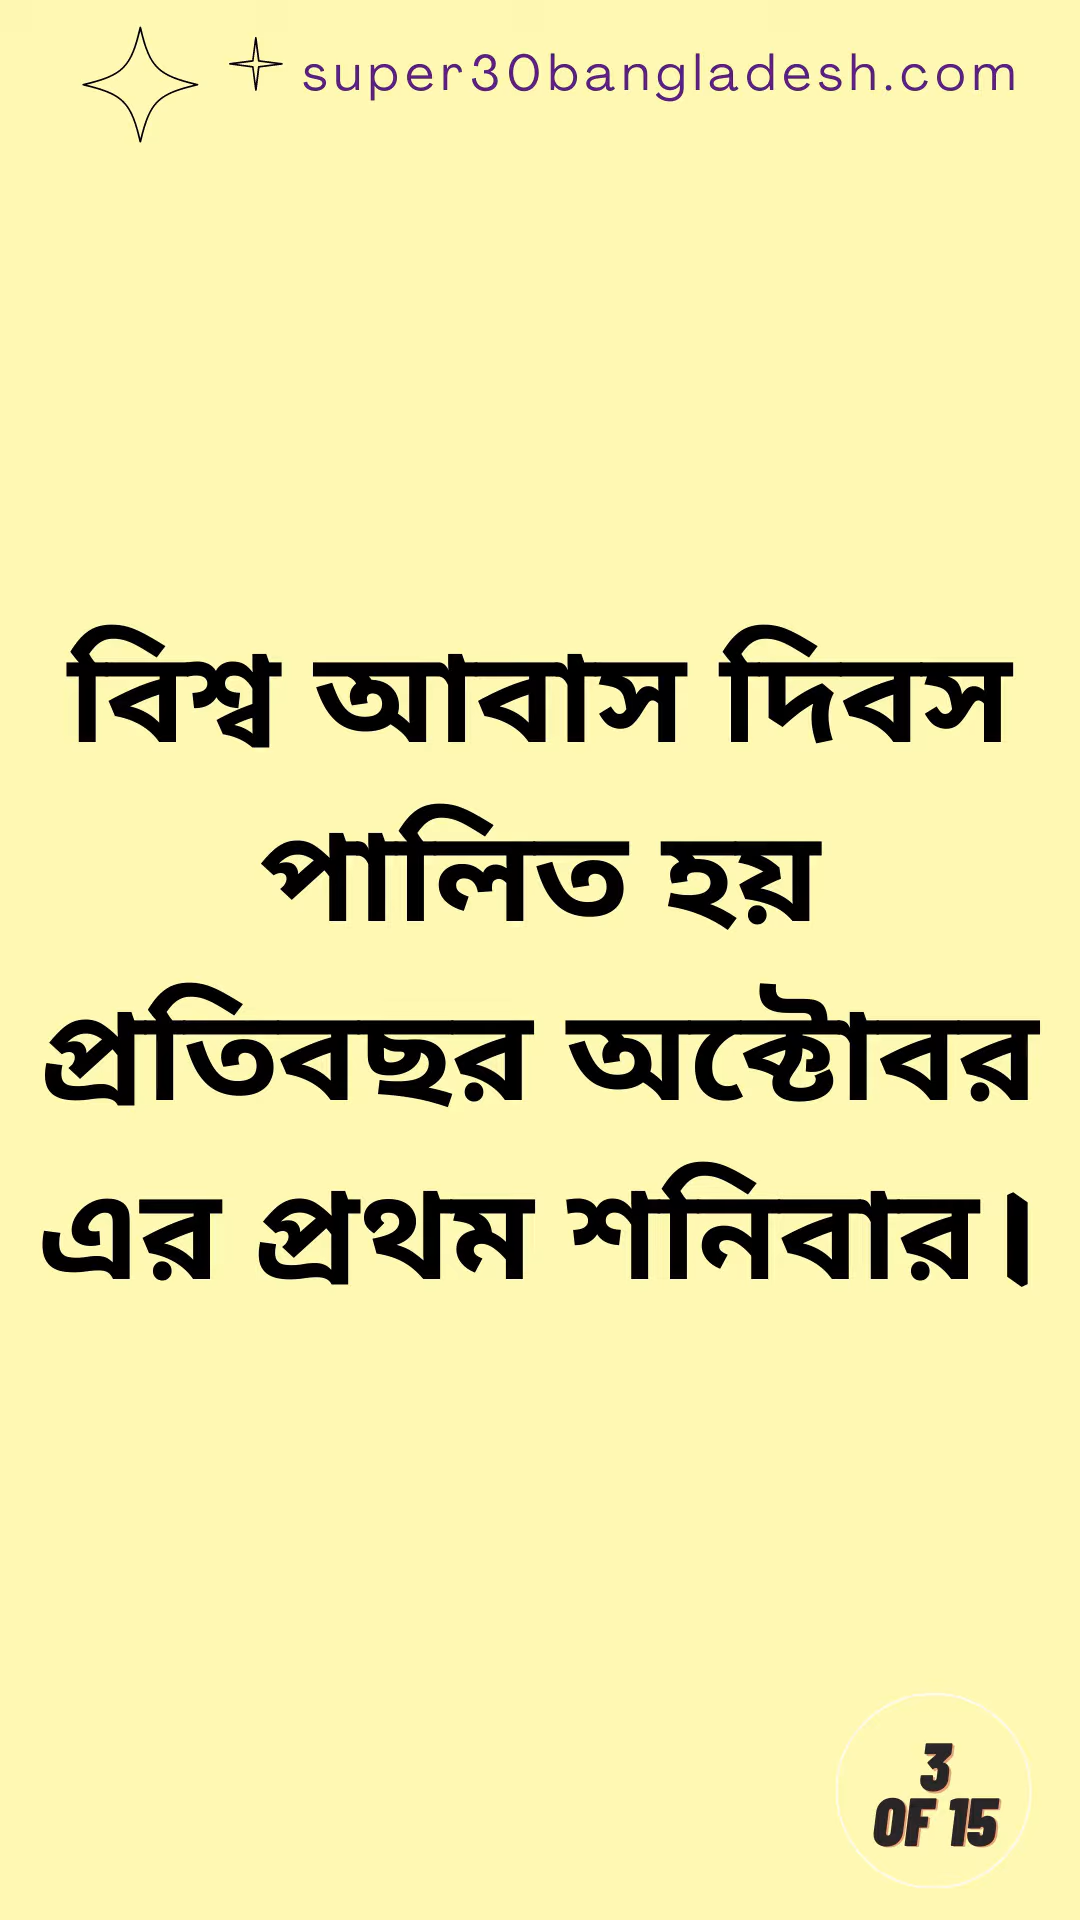 super30bangladesh.com
বিশ্ব আবাস দিবস
পালিত হয়
প্রতিবছর অক্টোবর
এর প্রথম শনিবার।
3
OF 15